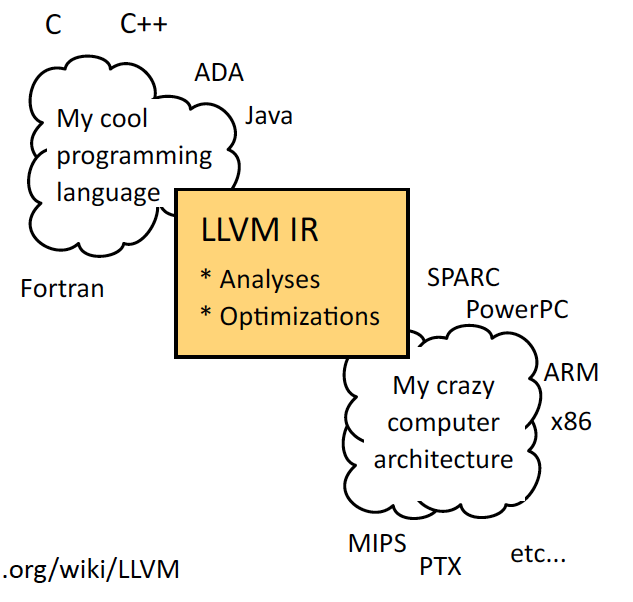 C
C++
ADA
Java
My cool
programming
language
Fortran
LLVM IR
* Analyses
* Optimizations
SPARC
PowerPC
ARM
x86
My crazy
computer
architecture
MIPS
PTX
etc...
.org/wiki/LLVM